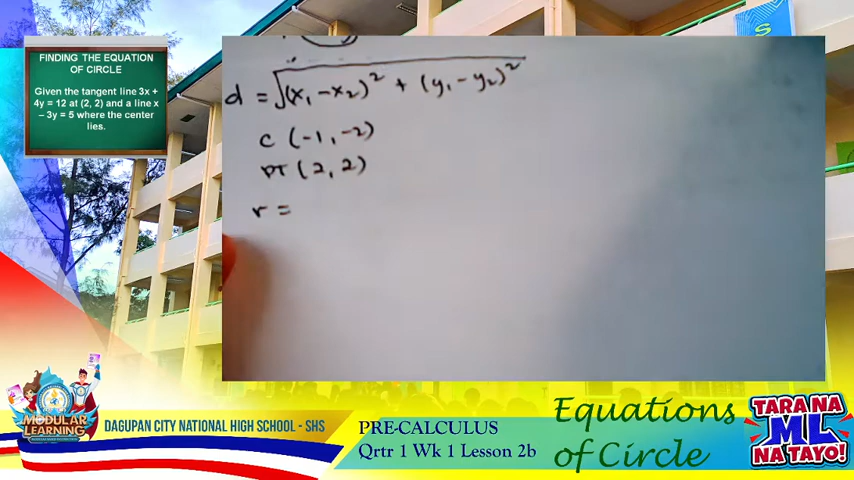 FINDING THE EQUATION
OF CIRCLE
Given the tangent line 3x +
4y = 12 at (2, 2) and a line x
– 3y = 5 where the center
lies.
d = √(x₁ - x₂)² + (y₁ - y₂)²
C (-1, -2)
PT (2, 2)
r =
MODULAR
LEARNING
DAGUPAN CITY NATIONAL HIGH SCHOOL - SHS
PRE-CALCULUS
Qrtr 1 Wk 1 Lesson 2b
Equations
of Circle
TARA NA
ML
NA TAYO!